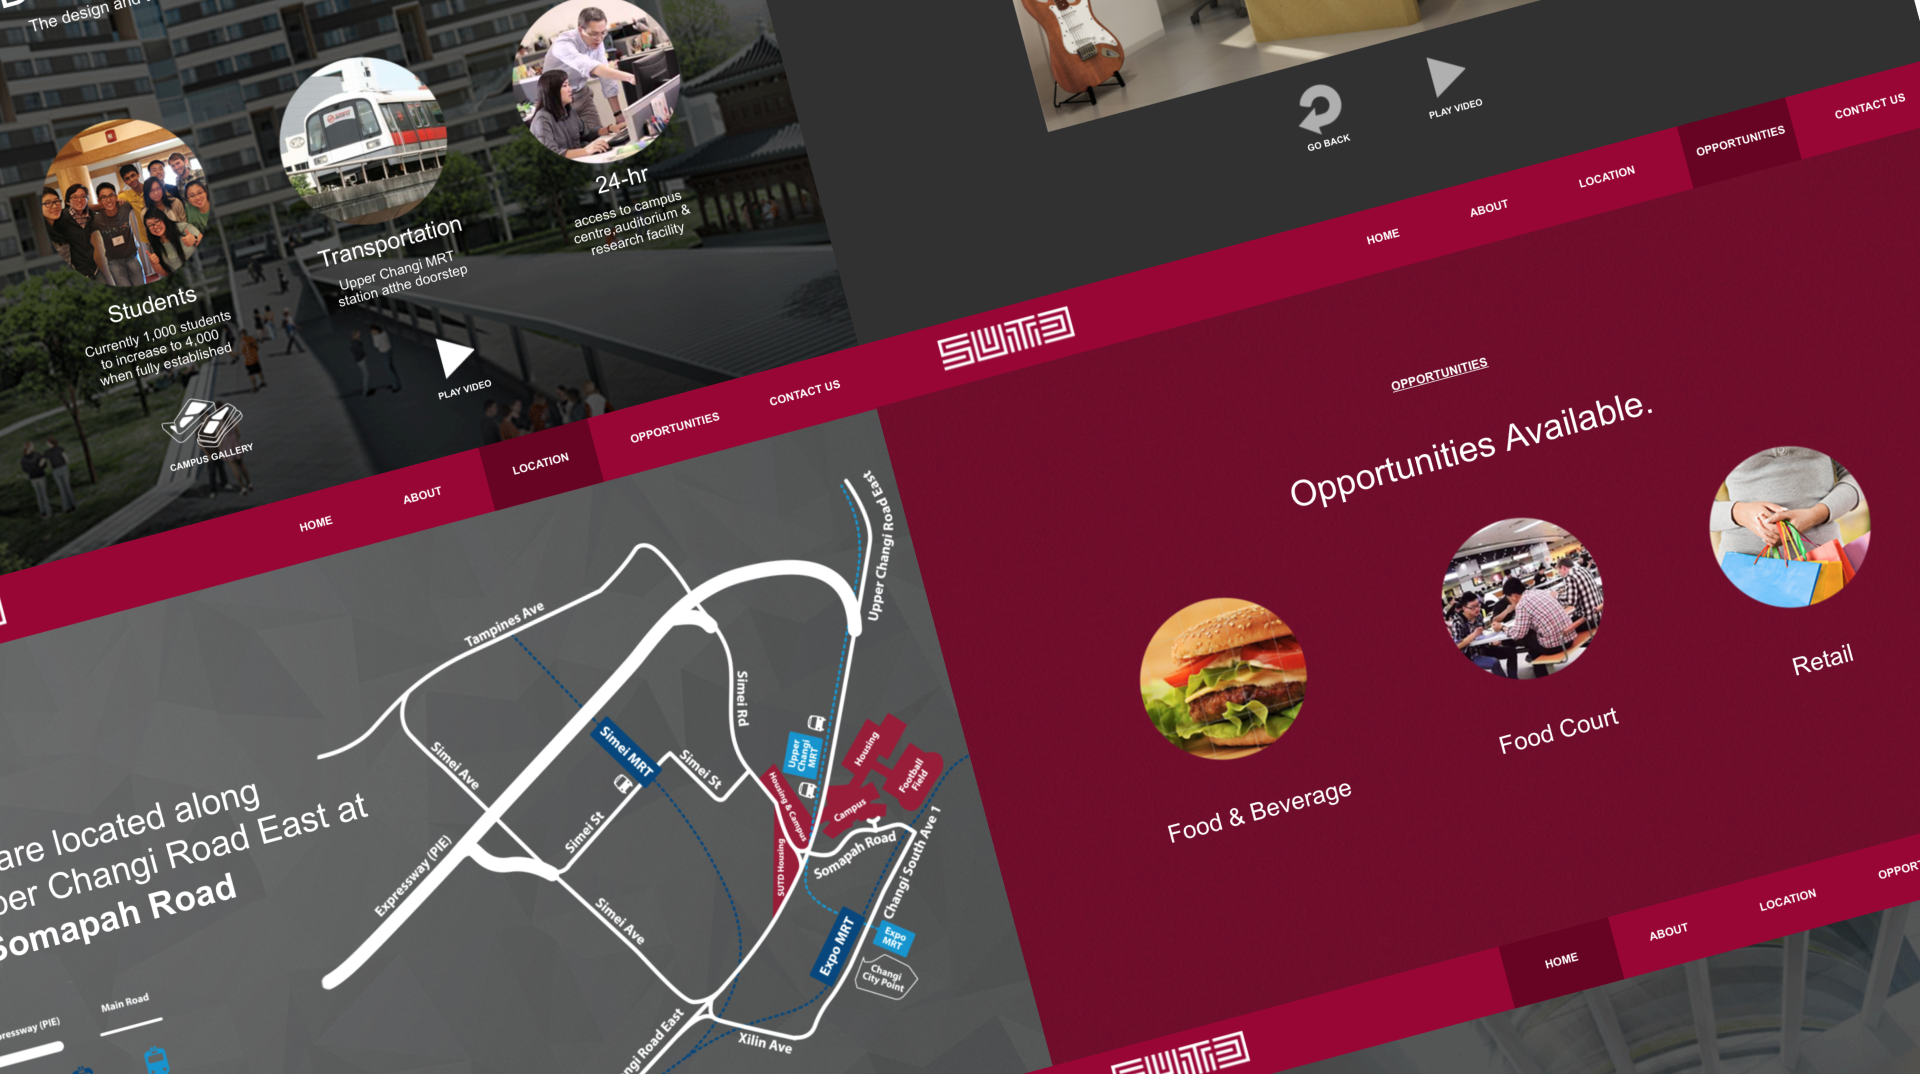 The design and
Students
Currently 1,000 students
to increase to 4,000
when fully established
CAMPUS GALLERY
Transportation
Upper Changi MRT
station atthe doorstep
PLAY VIDEO
24-hr
access to campus
centre,auditorium &
research facility
GO BACK
PLAY VIDEO
HOME
ABOUT
LOCATION
OPPORTUNITIES
CONTACT US
HOME
ABOUT
LOCATION
OPPORTUNITIES
CONTACT US
are located along
per Changi Road East at
Somapah Road
pressway (PIE)
Main Road
Tampines Ave
Upper Changi Road East
Simei Rd
Simei Ave
Simei MRT
Simei St
Simei St
Upper
Changi
MRT
Housing
Football
Field
Housing & Campus
Campus
SUTD Housing
Somapah Road
Changi South Ave 1
Expressway (PIE)
Simei Ave
Expo MRT
Expo
MRT
Changi
City Point
Xilin Ave
ngi Road East
SUTD
OPPORTUNITIES
Opportunities Available.
Food & Beverage
Food Court
Retail
SUTD
HOME
ABOUT
LOCATION
OPPORT